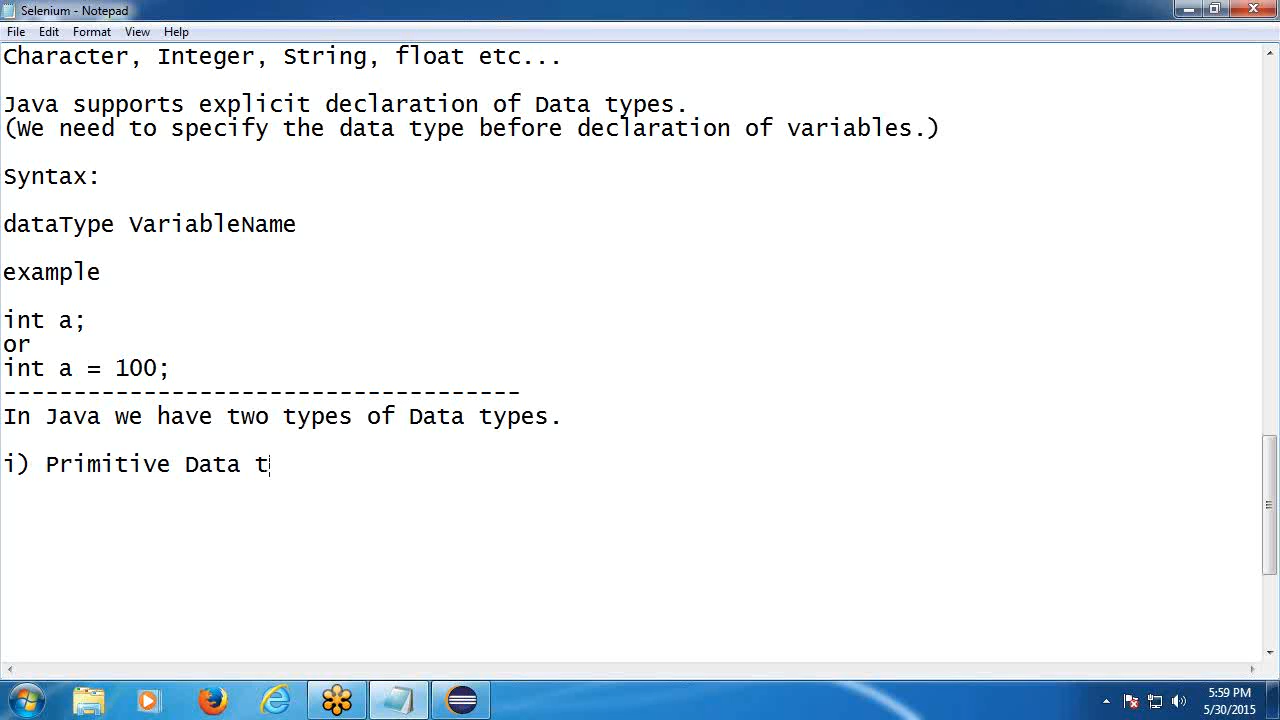 Selenium - Notepad
File Edit Format View Help
Character, Integer, String, float etc...
Java supports explicit declaration of Data types.
(We need to specify the data type before declaration of variables.)
Syntax:
dataType VariableName
example
int a;
or
int a = 100;
-------------------------------------
In Java we have two types of Data types.
i) Primitive Data t
5:59 PM
5/30/2015